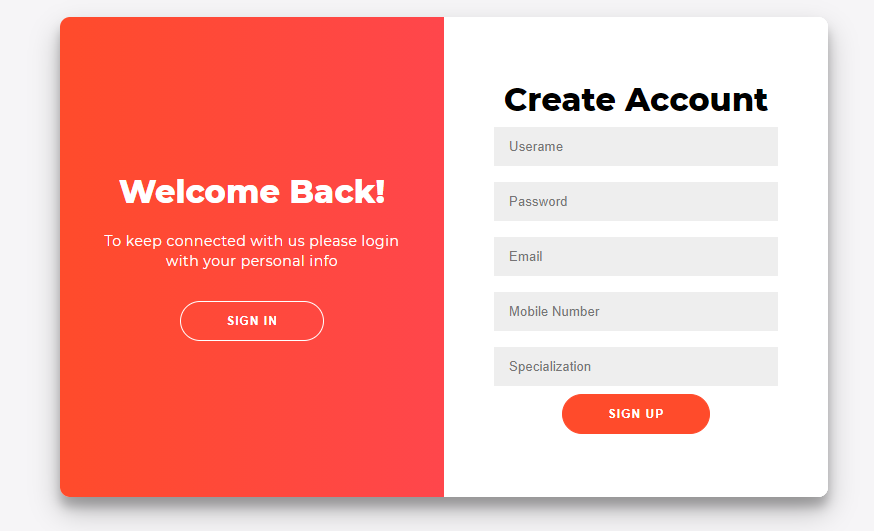 Welcome Back!
To keep connected with us please login
with your personal info
SIGN IN
Create Account
Userame
Password
Email
Mobile Number
Specialization
SIGN UP